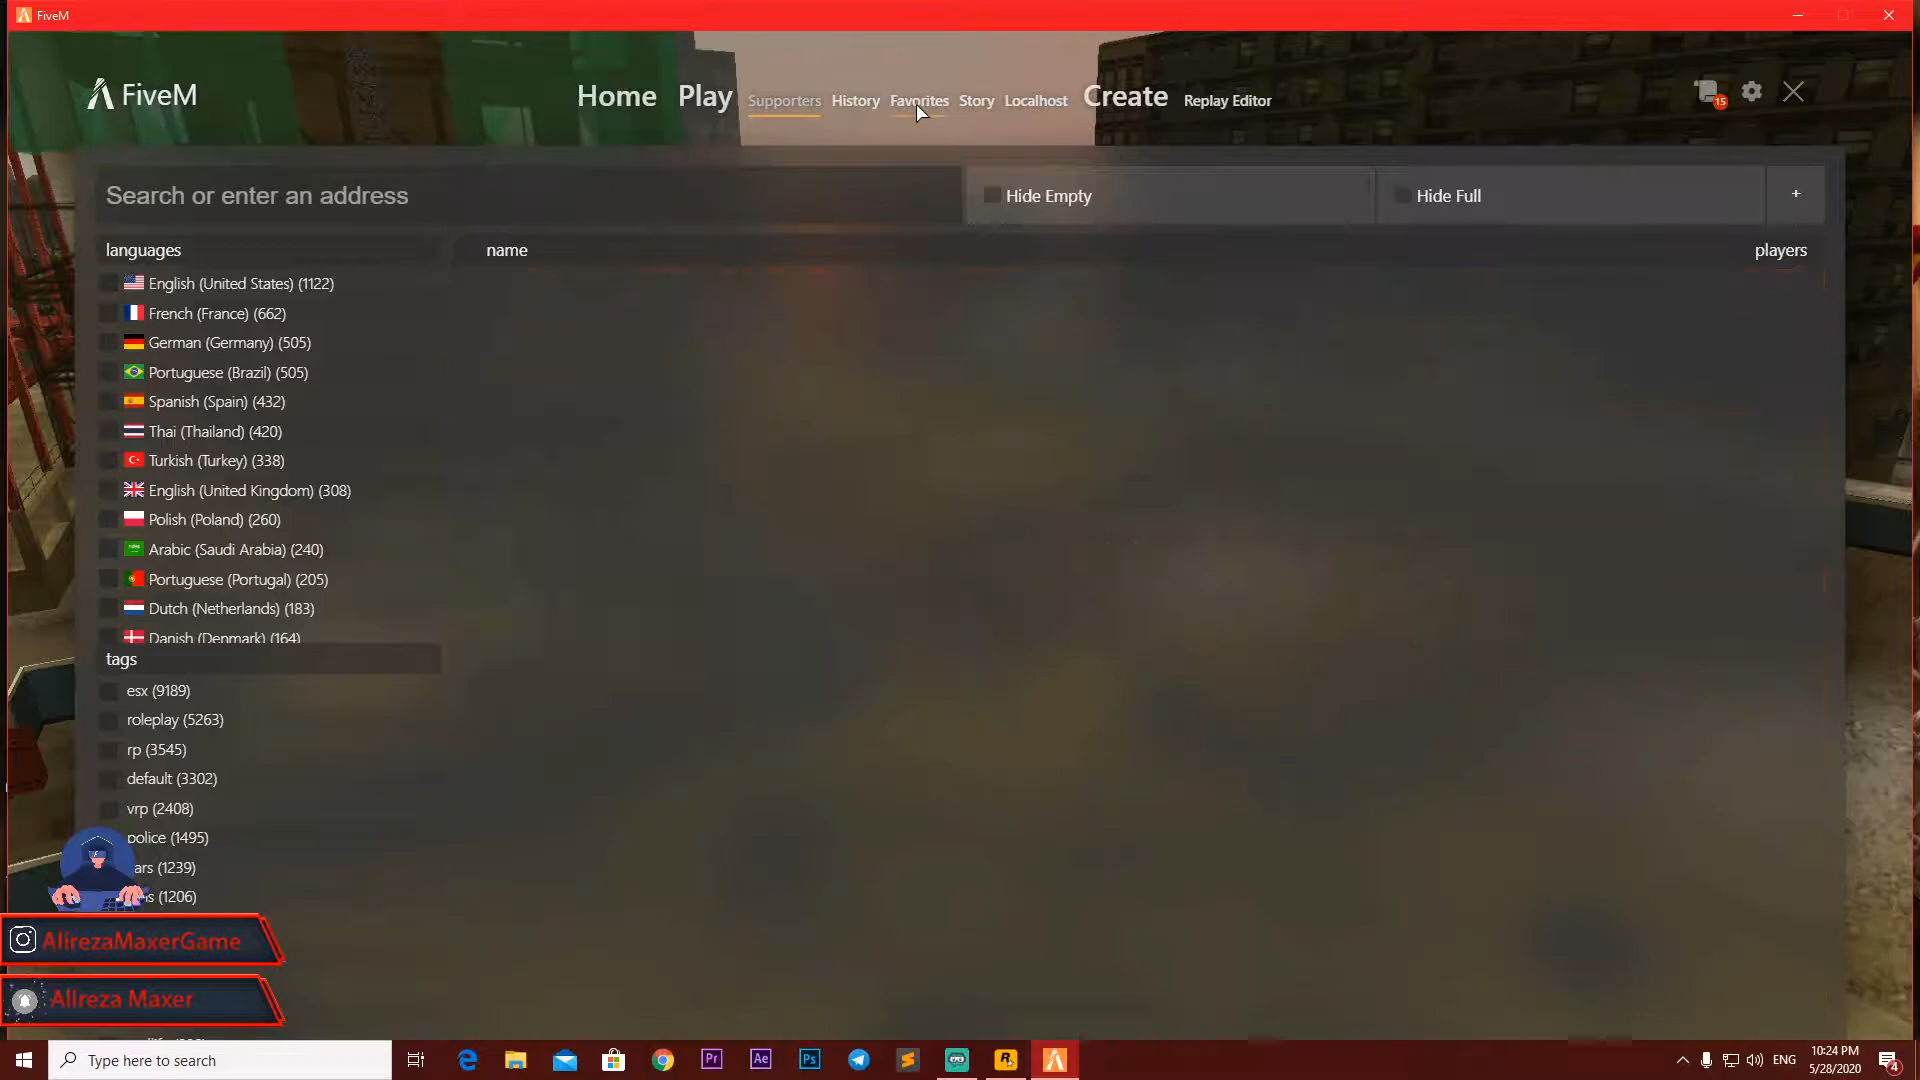 FiveM
FiveM
Home Play Supporters History Favorites Story Localhost Create Replay Editor
15
Search or enter an address
Hide Empty
Hide Full
+
languages
name
players
English (United States) (1122)
French (France) (662)
German (Germany) (505)
Portuguese (Brazil) (505)
Spanish (Spain) (432)
Thai (Thailand) (420)
Turkish (Turkey) (338)
English (United Kingdom) (308)
Polish (Poland) (260)
Arabic (Saudi Arabia) (240)
Portuguese (Portugal) (205)
Dutch (Netherlands) (183)
Danish (Denmark) (164)
tags
esx (9189)
roleplay (5263)
rp (3545)
default (3302)
vrp (2408)
police (1495)
ars (1239)
(1206)
AlirezaMaxerGame
Alireza Maxer
Type here to search
Pr
Ae
Ps
ENG
10:24 PM
5/28/2020
4